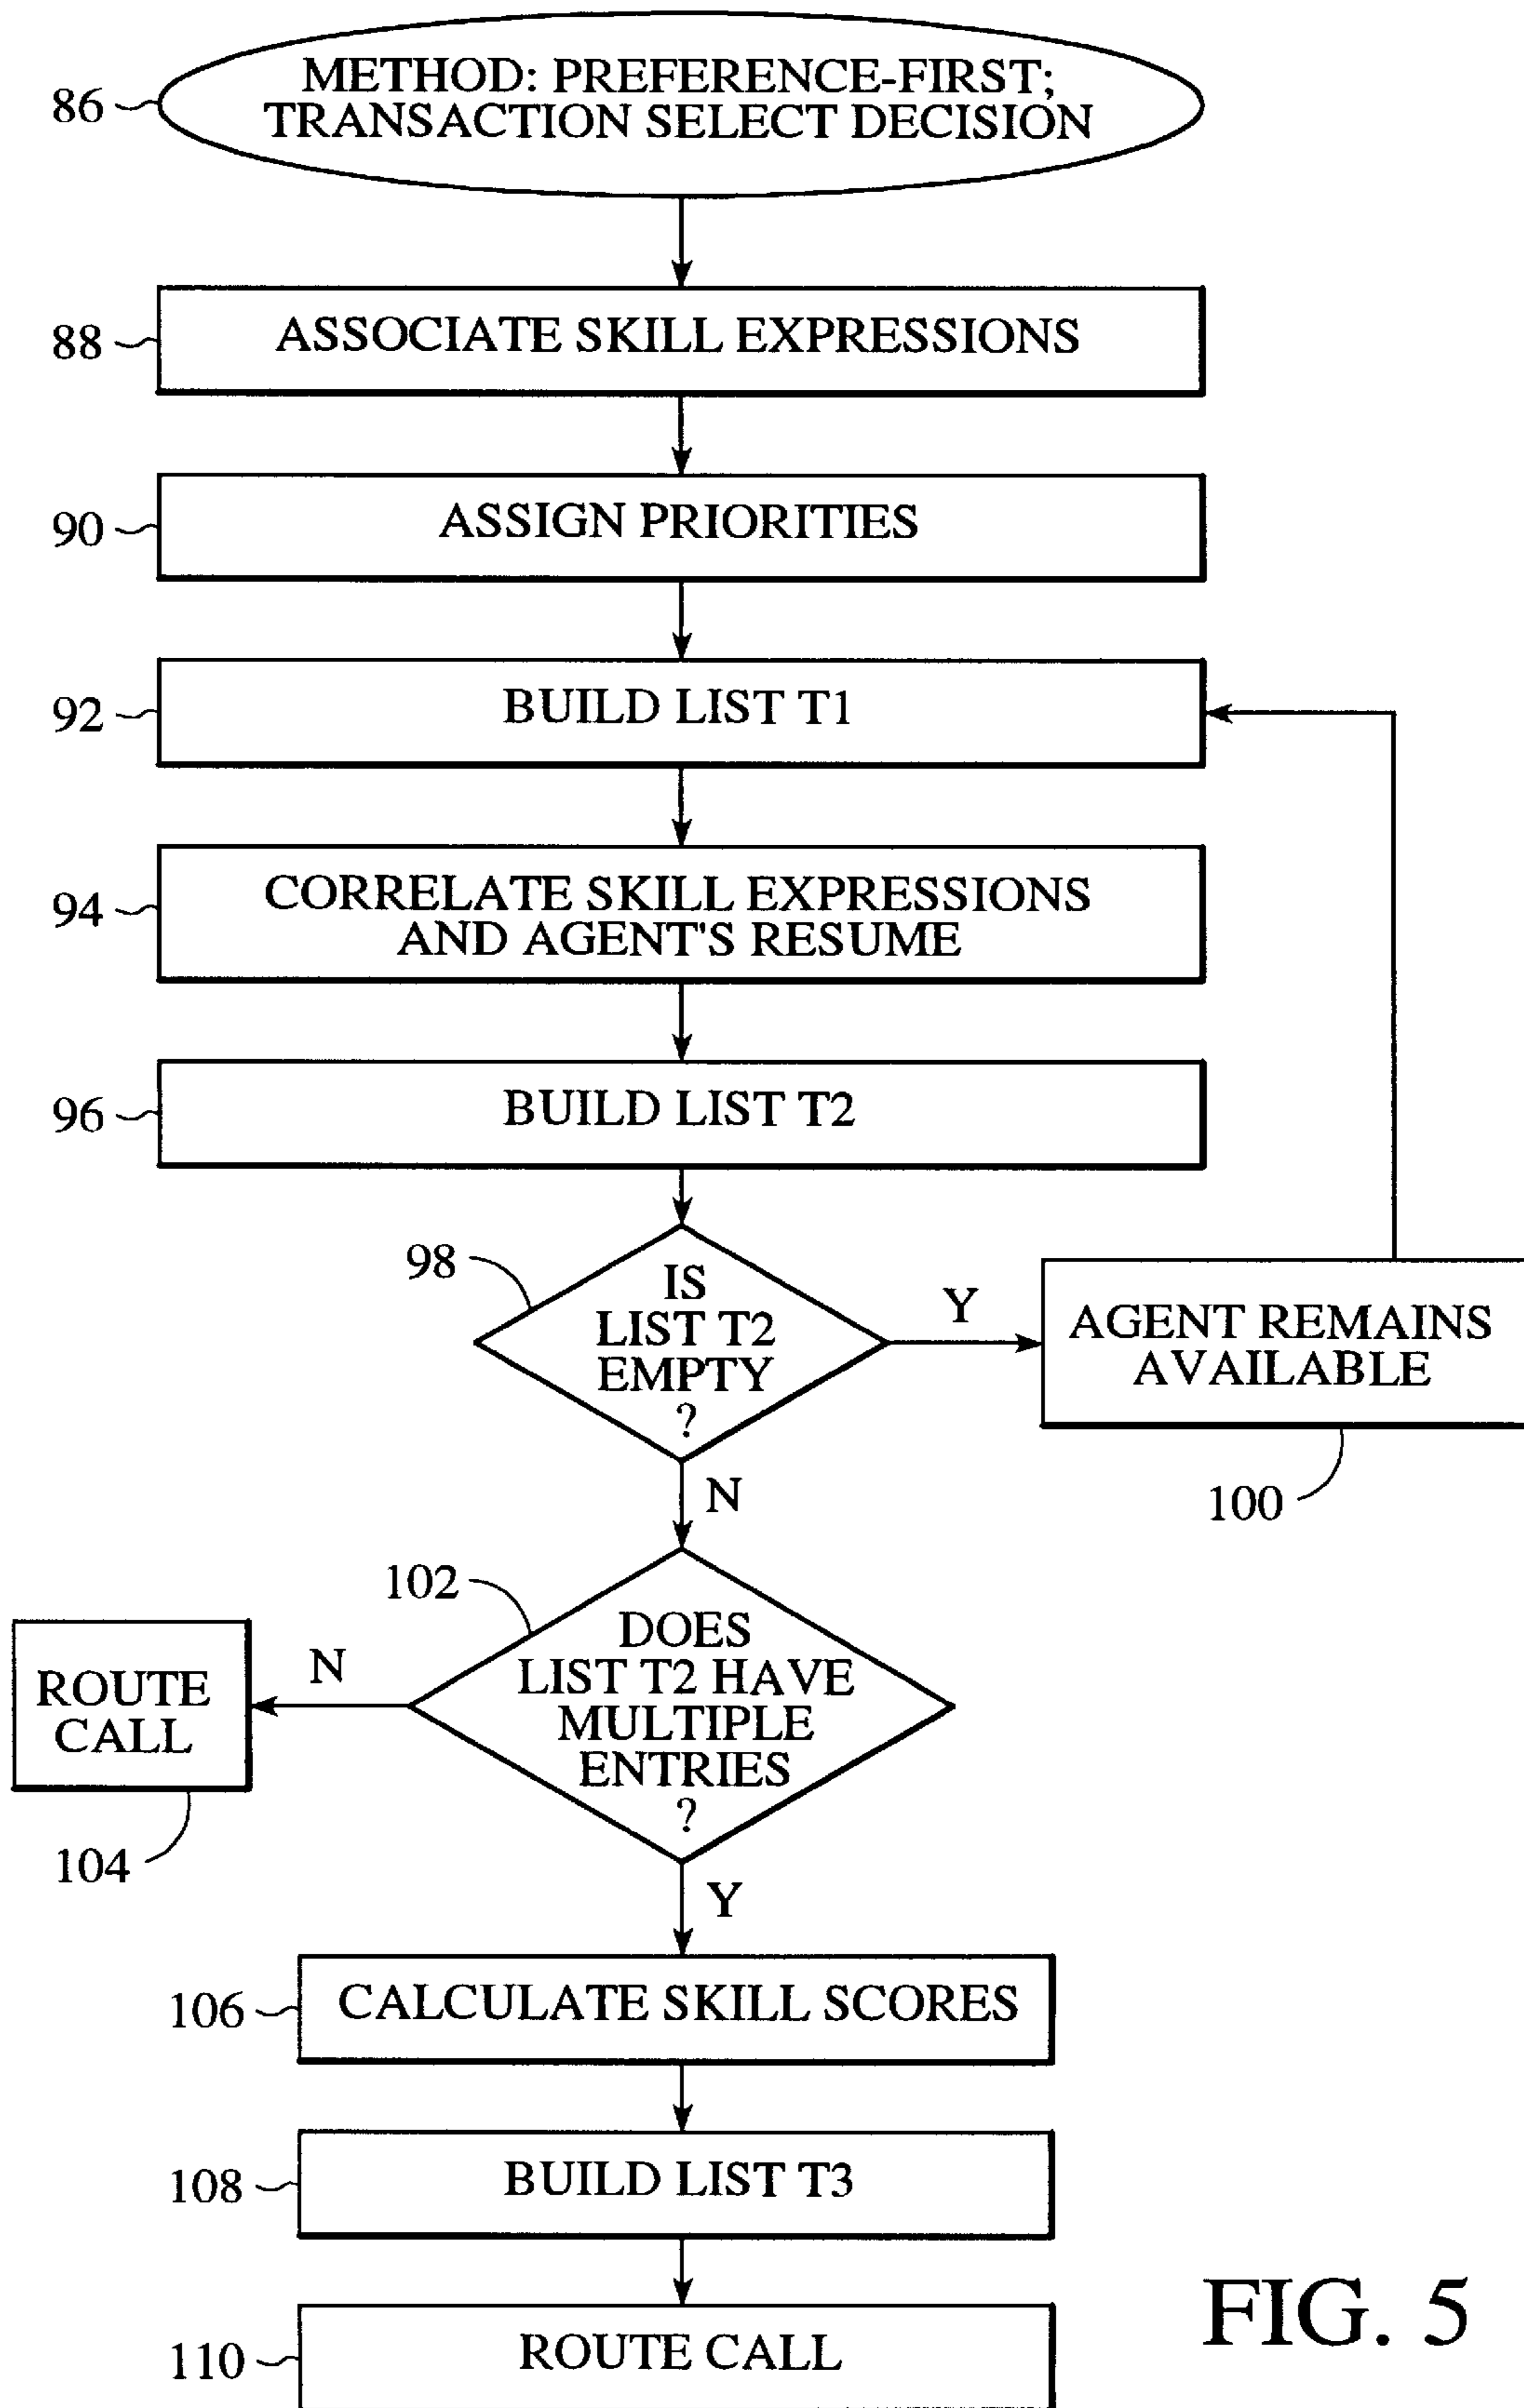 METHOD: PREFERENCE-FIRST;
TRANSACTION SELECT DECISION
86
ASSOCIATE SKILL EXPRESSIONS
88
ASSIGN PRIORITIES
90
BUILD LIST T1
92
CORRELATE SKILL EXPRESSIONS
AND AGENT'S RESUME
94
BUILD LIST T2
96
98
IS
LIST T2
EMPTY
?
Y
AGENT REMAINS
AVAILABLE
100
N
102
DOES
LIST T2 HAVE
MULTIPLE
ENTRIES
?
N
ROUTE
CALL
104
Y
106
CALCULATE SKILL SCORES
108
BUILD LIST T3
110
ROUTE CALL
FIG. 5